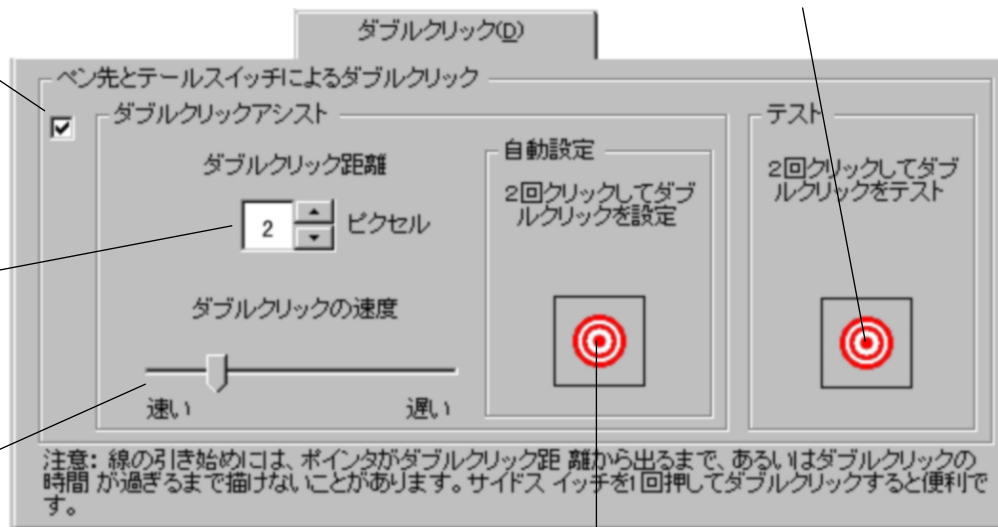 ダブルクリック(D)
ペン先とテールスイッチによるダブルクリック
ダブルクリックアシスト
ダブルクリック距離
2 ピクセル
ダブルクリックの速度
速い 遅い
自動設定
2回クリックしてダブ
ルクリックを設定
テスト
2回クリックしてダブ
ルクリックをテスト
注意: 線の引き始めには、ポインタがダブルクリック距 離から出るまで、あるいはダブルクリックの
時間 が過ぎるまで描けないことがあります。サイドス イッチを1回押してダブルクリックすると便利で
す。